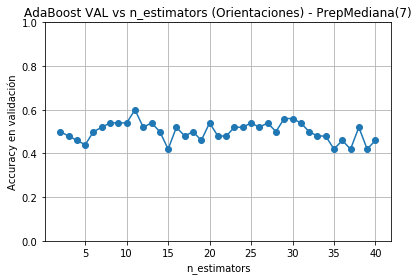 AdaBoost VAL vs n_estimators (Orientaciones) - PrepMediana(7)
1.0
0.8
0.6
0.4
0.2
0.0
Accuracy en validación
5 10 15 20 25 30 35 40
n_estimators